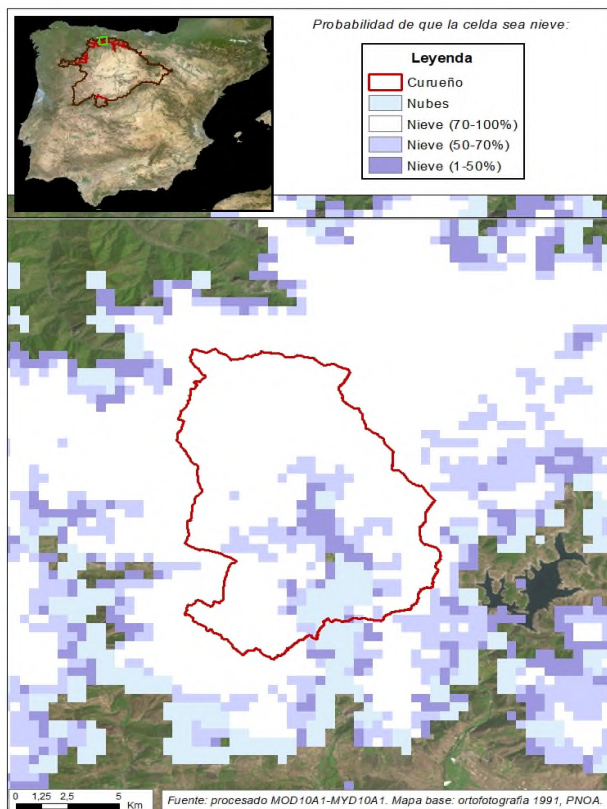 Probabilidad de que la celda sea nieve:
Leyenda
Curueño
Nubes
Nieve (70-100%)
Nieve (50-70%)
Nieve (1-50%)
0 1,25 2,5 5
Km
Fuente: procesado MOD10A1-MYD10A1. Mapa base: ortofotografía 1991, PNOA